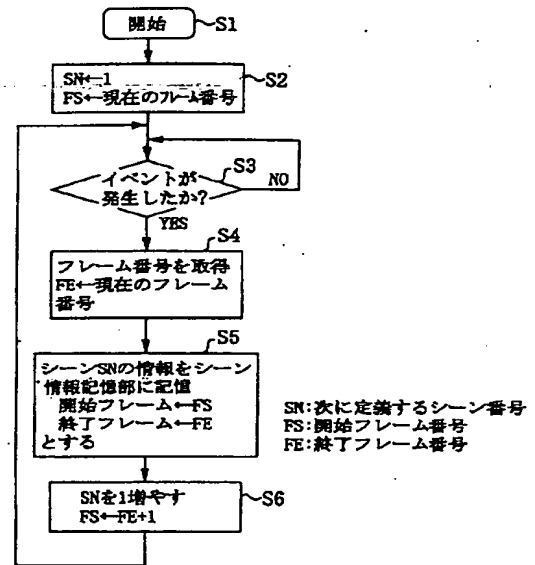 開始
S1
SN←1
FS←現在のフレーム番号
S2
イベントが
発生したか?
S3
NO
YES
S4
フレーム番号を取得
FE←現在のフレーム
番号
S5
シーンSNの情報をシーン
情報記憶部に記憶
開始フレーム←FS
終了フレーム←FE
とする
SNを1増やす
FS←FE+1
S6
SN:次に定義するシーン番号
FS:開始フレーム番号
FE:終了フレーム番号